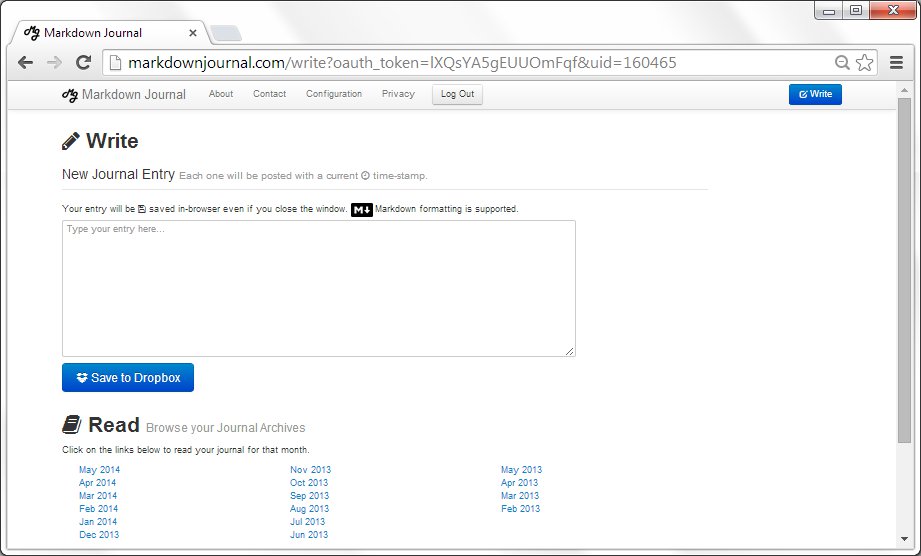 Markdown Journal
markdownjournal.com/write?oauth_token=lXQsYA5gEUUOmFqf&uid=160465
Markdown Journal About Contact Configuration Privacy Log Out Write
Write
New Journal Entry Each one will be posted with a current time-stamp.
Your entry will be saved in-browser even if you close the window. M Markdown formatting is supported.
Type your entry here...
Save to Dropbox
Read Browse your Journal Archives
Click on the links below to read your journal for that month.
May 2014 Nov 2013 May 2013
Apr 2014 Oct 2013 Apr 2013
Mar 2014 Sep 2013 Mar 2013
Feb 2014 Aug 2013 Feb 2013
Jan 2014 Jul 2013
Dec 2013 Jun 2013